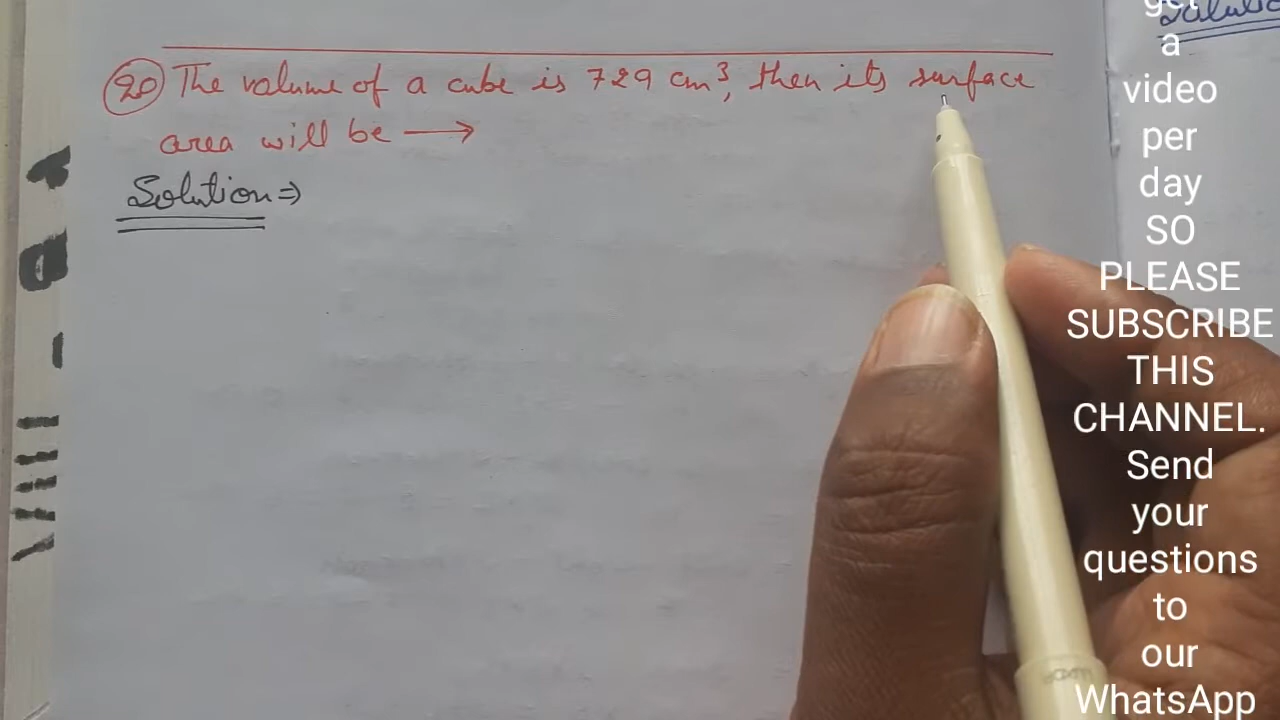 20 The volume of a cube is 729 cm³, then its surface
area will be →
Solution ⇒
get
a
video
per
day
SO
PLEASE
SUBSCRIBE
THIS
CHANNEL.
Send
your
questions
to
our
WhatsApp